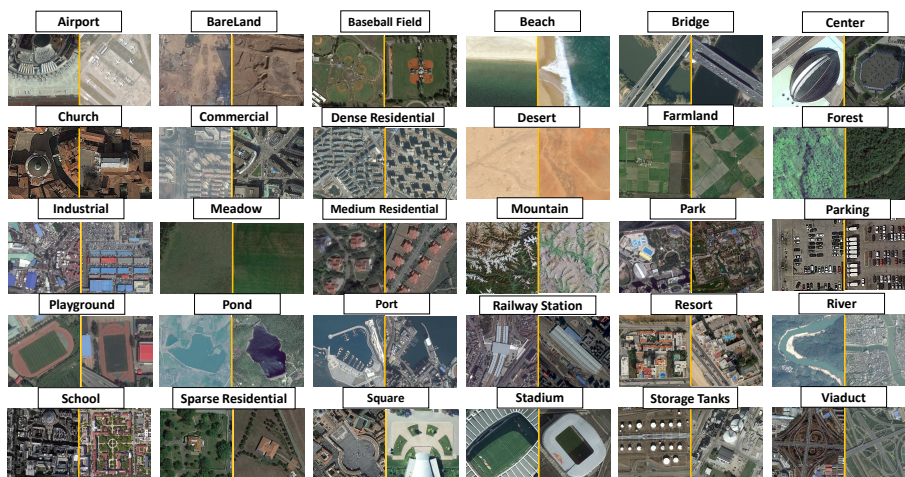 Airport
BareLand
Baseball Field
Beach
Bridge
Center
Church
Commercial
Dense Residential
Desert
Farmland
Forest
Industrial
Meadow
Medium Residential
Mountain
Park
Parking
Playground
Pond
Port
Railway Station
Resort
River
School
Sparse Residential
Square
Stadium
Storage Tanks
Viaduct